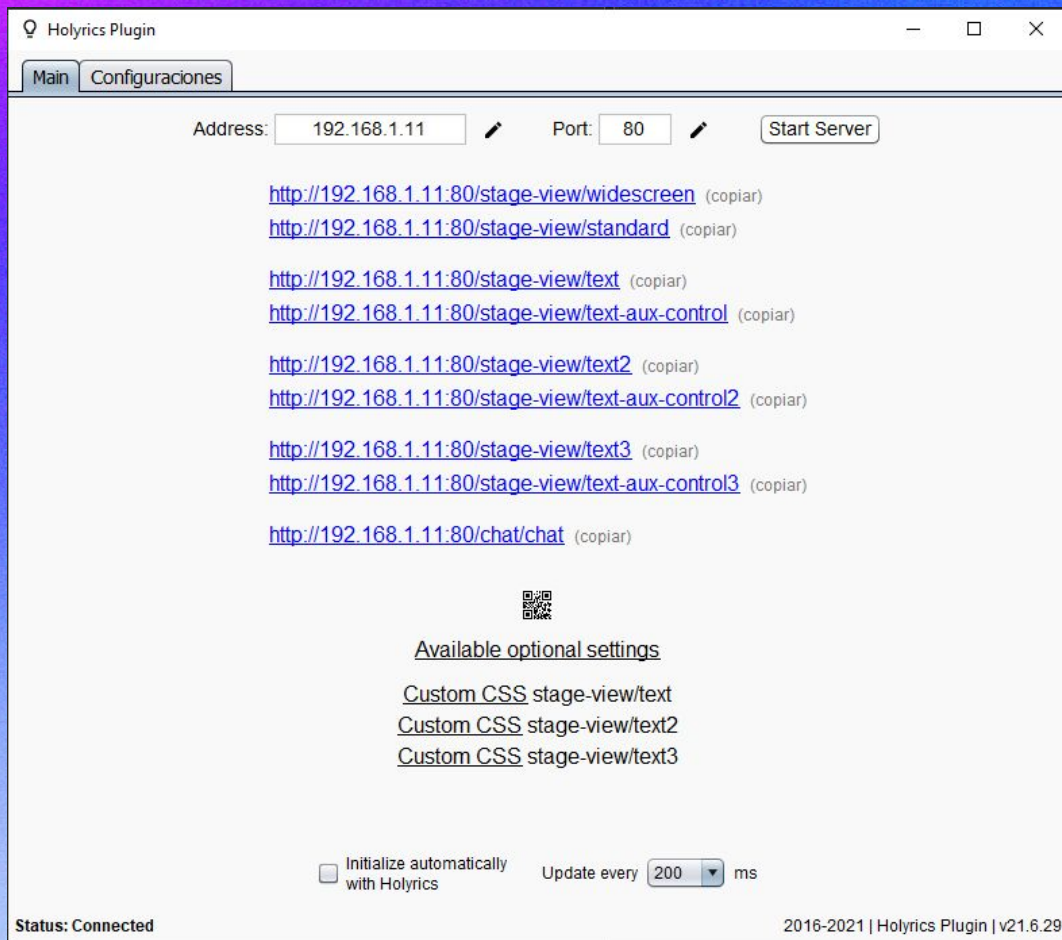 Holyrics Plugin
Main Configuraciones
Address: 192.168.1.11 Port: 80 Start Server
http://192.168.1.11:80/stage-view/widescreen (copiar)
http://192.168.1.11:80/stage-view/standard (copiar)
http://192.168.1.11:80/stage-view/text (copiar)
http://192.168.1.11:80/stage-view/text-aux-control (copiar)
http://192.168.1.11:80/stage-view/text2 (copiar)
http://192.168.1.11:80/stage-view/text-aux-control2 (copiar)
http://192.168.1.11:80/stage-view/text3 (copiar)
http://192.168.1.11:80/stage-view/text-aux-control3 (copiar)
http://192.168.1.11:80/chat/chat (copiar)
Available optional settings
Custom CSS stage-view/text
Custom CSS stage-view/text2
Custom CSS stage-view/text3
Initialize automatically
with Holyrics
Update every 200 ms
Status: Connected 2016-2021 | Holyrics Plugin | v21.6.29